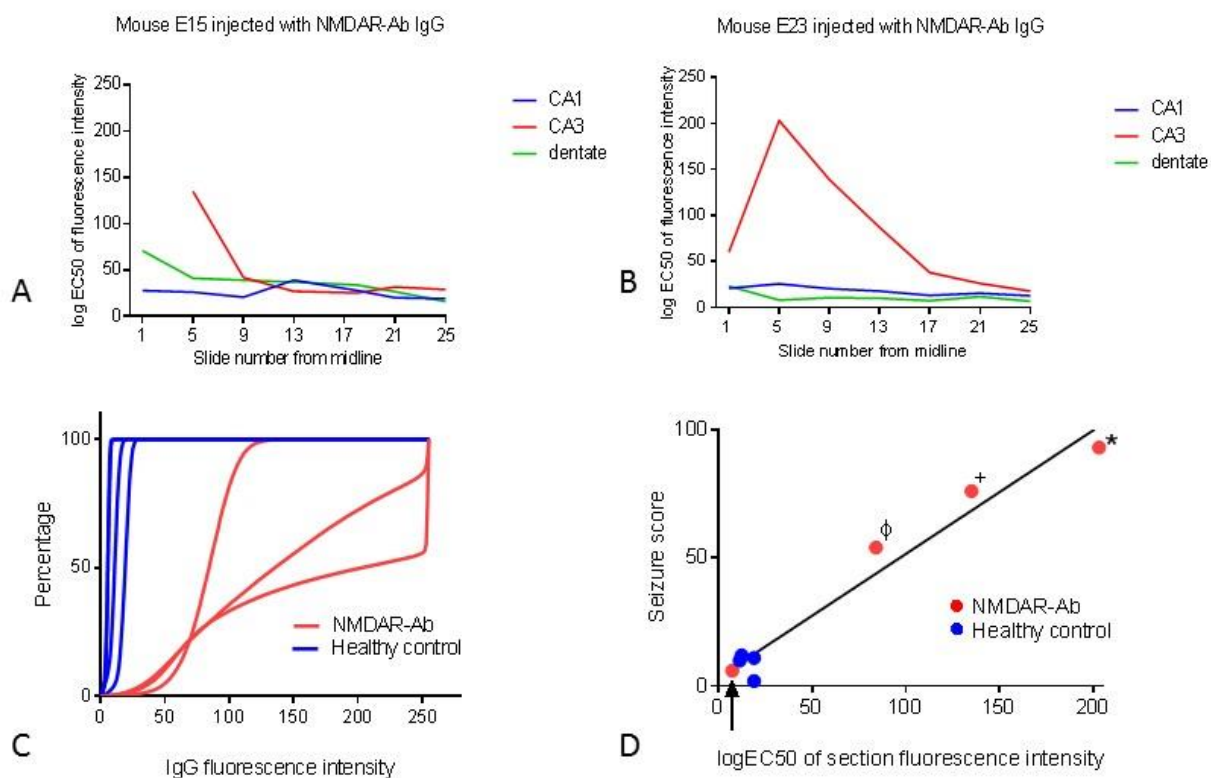 Mouse E15 injected with NMDAR-Ab IgG
250
200
150
100
50
0
log EC50 of fluorescence intensity
1 5 9 13 17 21 25
Slide number from midline
CA1
CA3
dentate
A
Mouse E23 injected with NMDAR-Ab IgG
250
200
150
100
50
0
log EC50 of fluorescence intensity
1 5 9 13 17 21 25
Slide number from midline
CA1
CA3
dentate
B
100
50
0
Percentage
0 50 100 150 200 250
IgG fluorescence intensity
NMDAR-Ab
Healthy control
C
100
50
0
Seizure score
0 50 100 150 200
logEC50 of section fluorescence intensity
ϕ
+
*
NMDAR-Ab
Healthy control
D